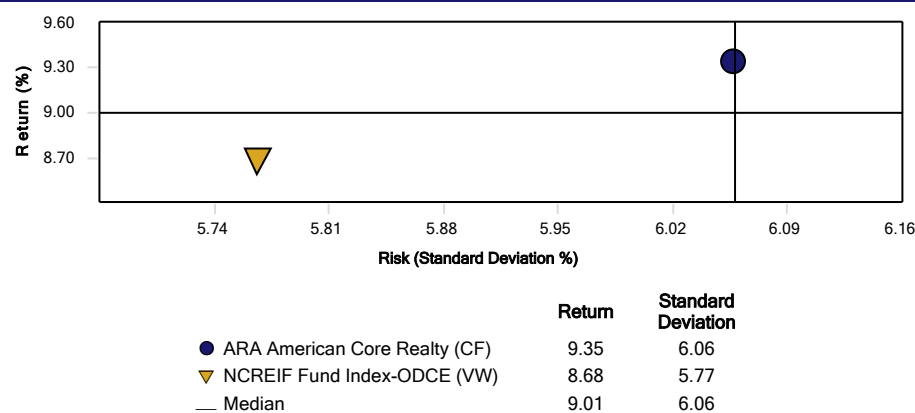 9.60
9.30
9.00
8.70
Return (%)
5.74 5.81 5.88 5.95 6.02 6.09 6.16
Risk (Standard Deviation %)
Return Standard Deviation
ARA American Core Realty (CF) 9.35 6.06
NCREIF Fund Index-ODCE (VW) 8.68 5.77
Median 9.01 6.06